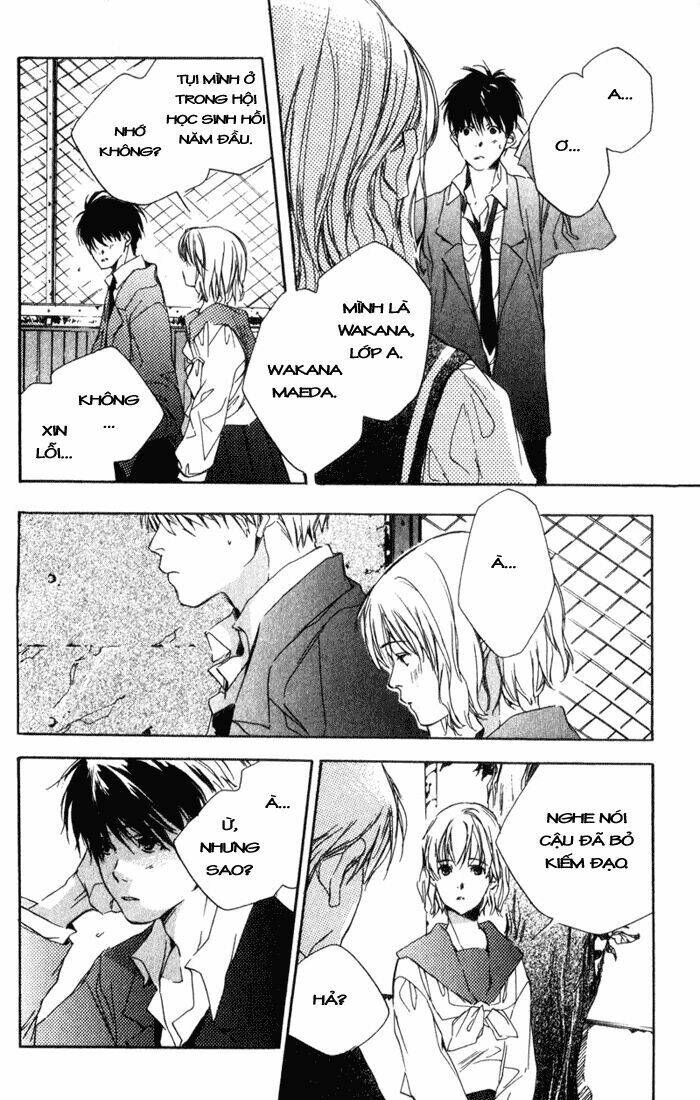 A...
Ơ...
MÌNH LÀ
WAKANA,
LỚP A.
WAKANA
MAEDA.
TỤI MÌNH Ở
TRONG HỘI
HỌC SINH HỒI
NĂM ĐẦU.
NHỚ
KHÔNG?
KHÔNG
...
XIN
LỖI...
À...
NGHE NÓI
CẬU ĐÃ BỎ
KIẾM ĐẠO.
HẢ?
À...
Ừ,
NHƯNG
SAO?